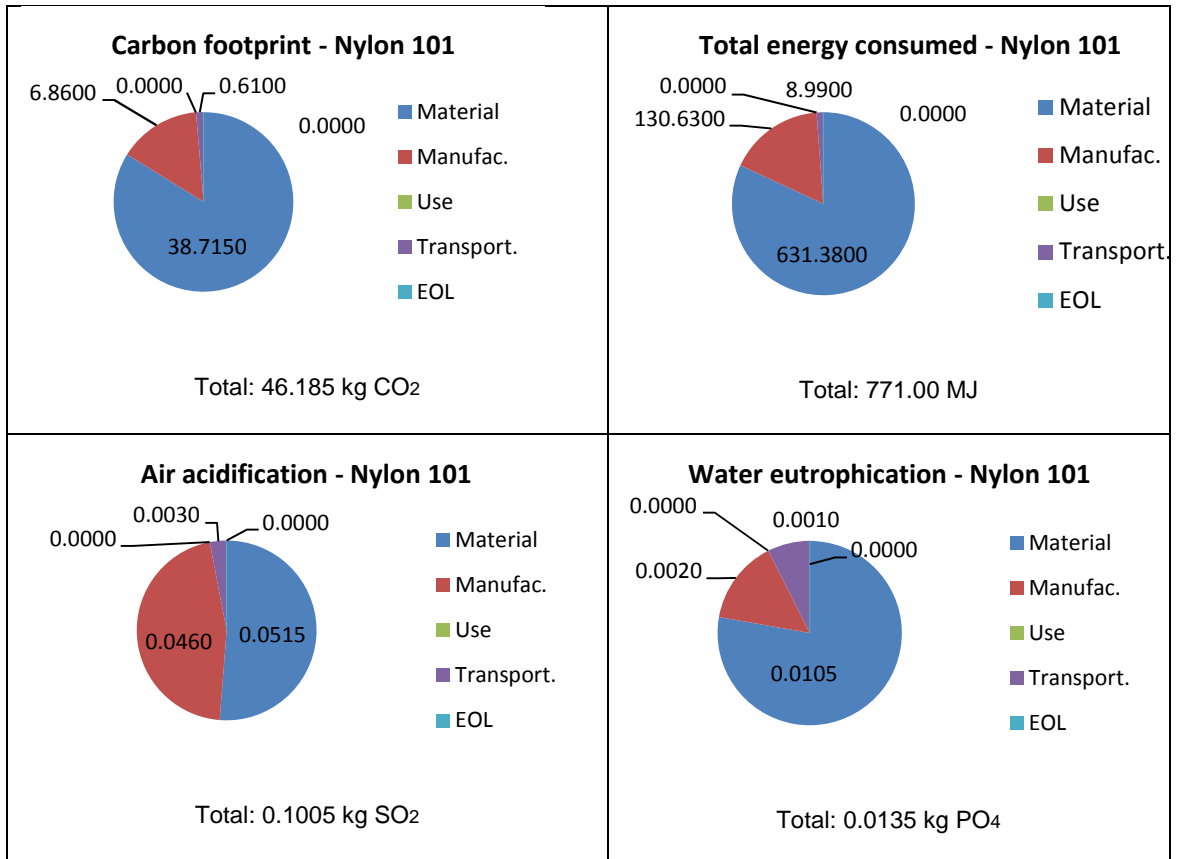 Carbon footprint - Nylon 101
0.0000 0.6100
6.8600
0.0000
38.7150
Material
Manufac.
Use
Transport.
EOL
Total: 46.185 kg CO2
Total energy consumed - Nylon 101
0.0000 8.9900
130.6300
0.0000
631.3800
Material
Manufac.
Use
Transport.
EOL
Total: 771.00 MJ
Air acidification - Nylon 101
0.0030 0.0000
0.0000
0.0460 0.0515
Material
Manufac.
Use
Transport.
EOL
Total: 0.1005 kg SO2
Water eutrophication - Nylon 101
0.0000 0.0010
0.0000
0.0020
0.0105
Material
Manufac.
Use
Transport.
EOL
Total: 0.0135 kg PO4